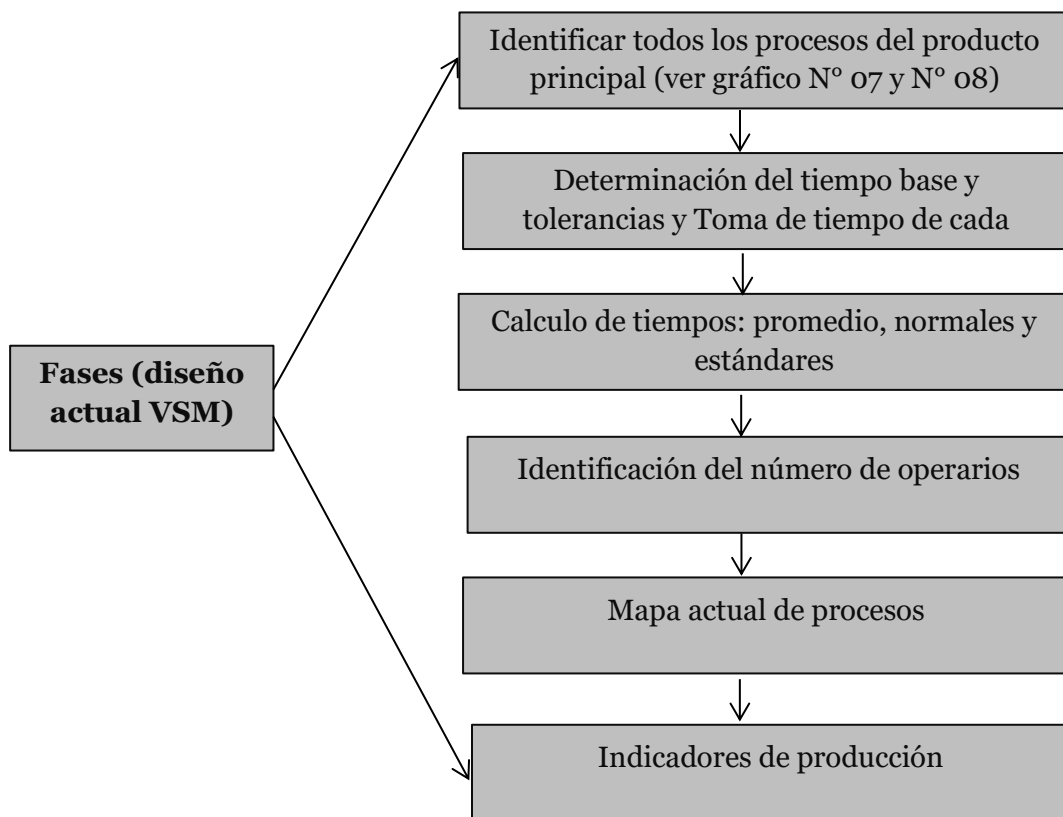 Identificar todos los procesos del producto
principal (ver gráfico N° 07 y N° 08)
Determinación del tiempo base y
tolerancias y Toma de tiempo de cada
Calculo de tiempos: promedio, normales y
estándares
Fases (diseño
actual VSM)
Identificación del número de operarios
Mapa actual de procesos
Indicadores de producción